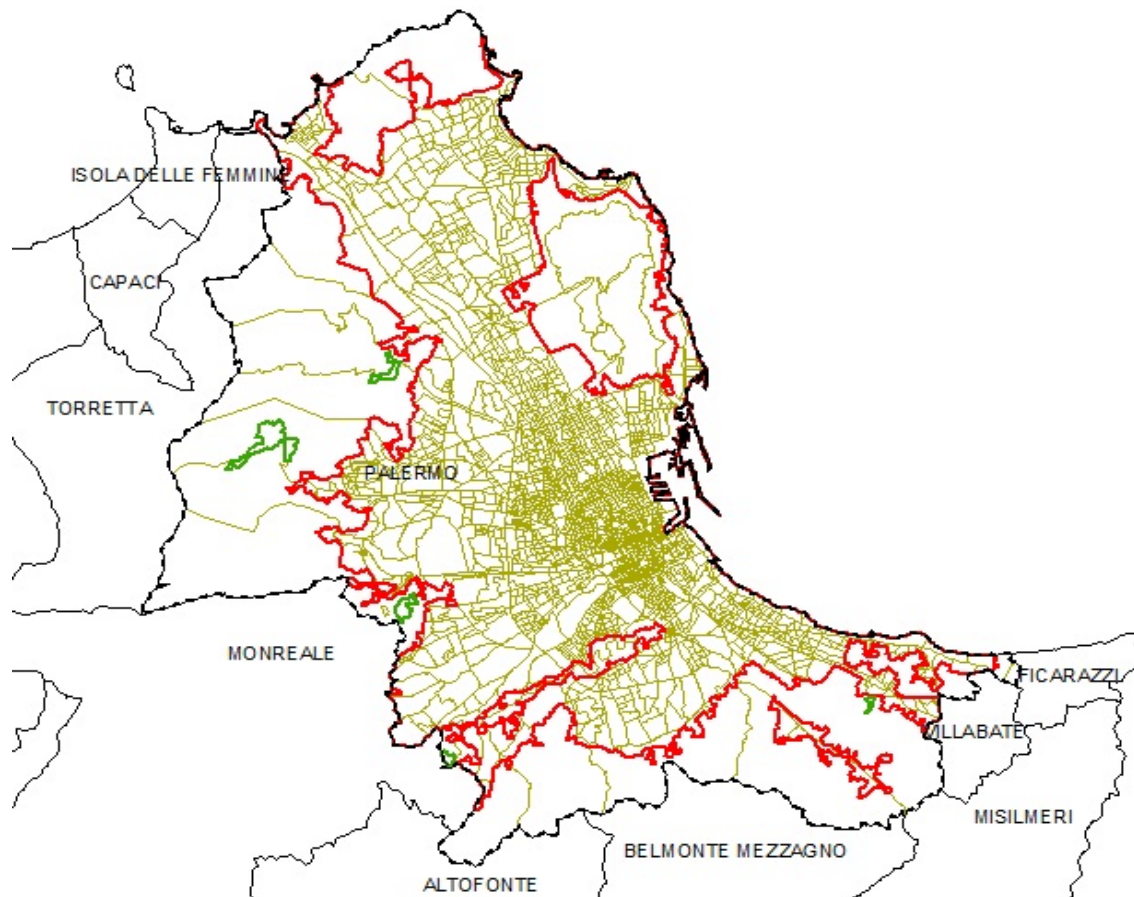 ISOLA DELLE FEMMINE
CAPACI
TORRETTA
PALERMO
MONREALE
FICARAZZI
VILLABATE
MISILMERI
BELMONTE MEZZAGNO
ALTOFONTE